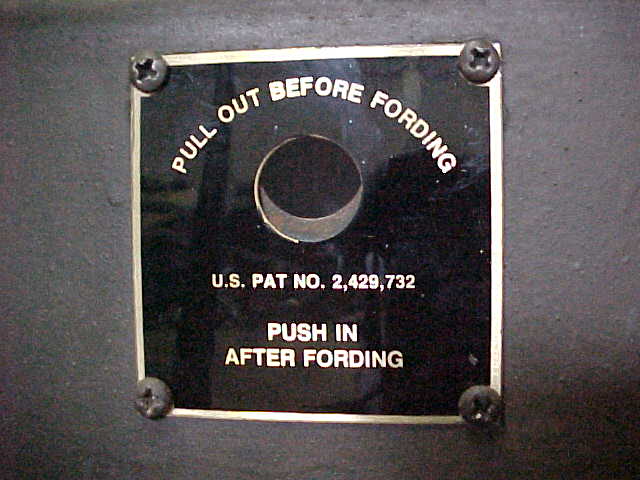 PULL OUT BEFORE FORDING
U.S. PAT NO. 2,429,732
PUSH IN
AFTER FORDING